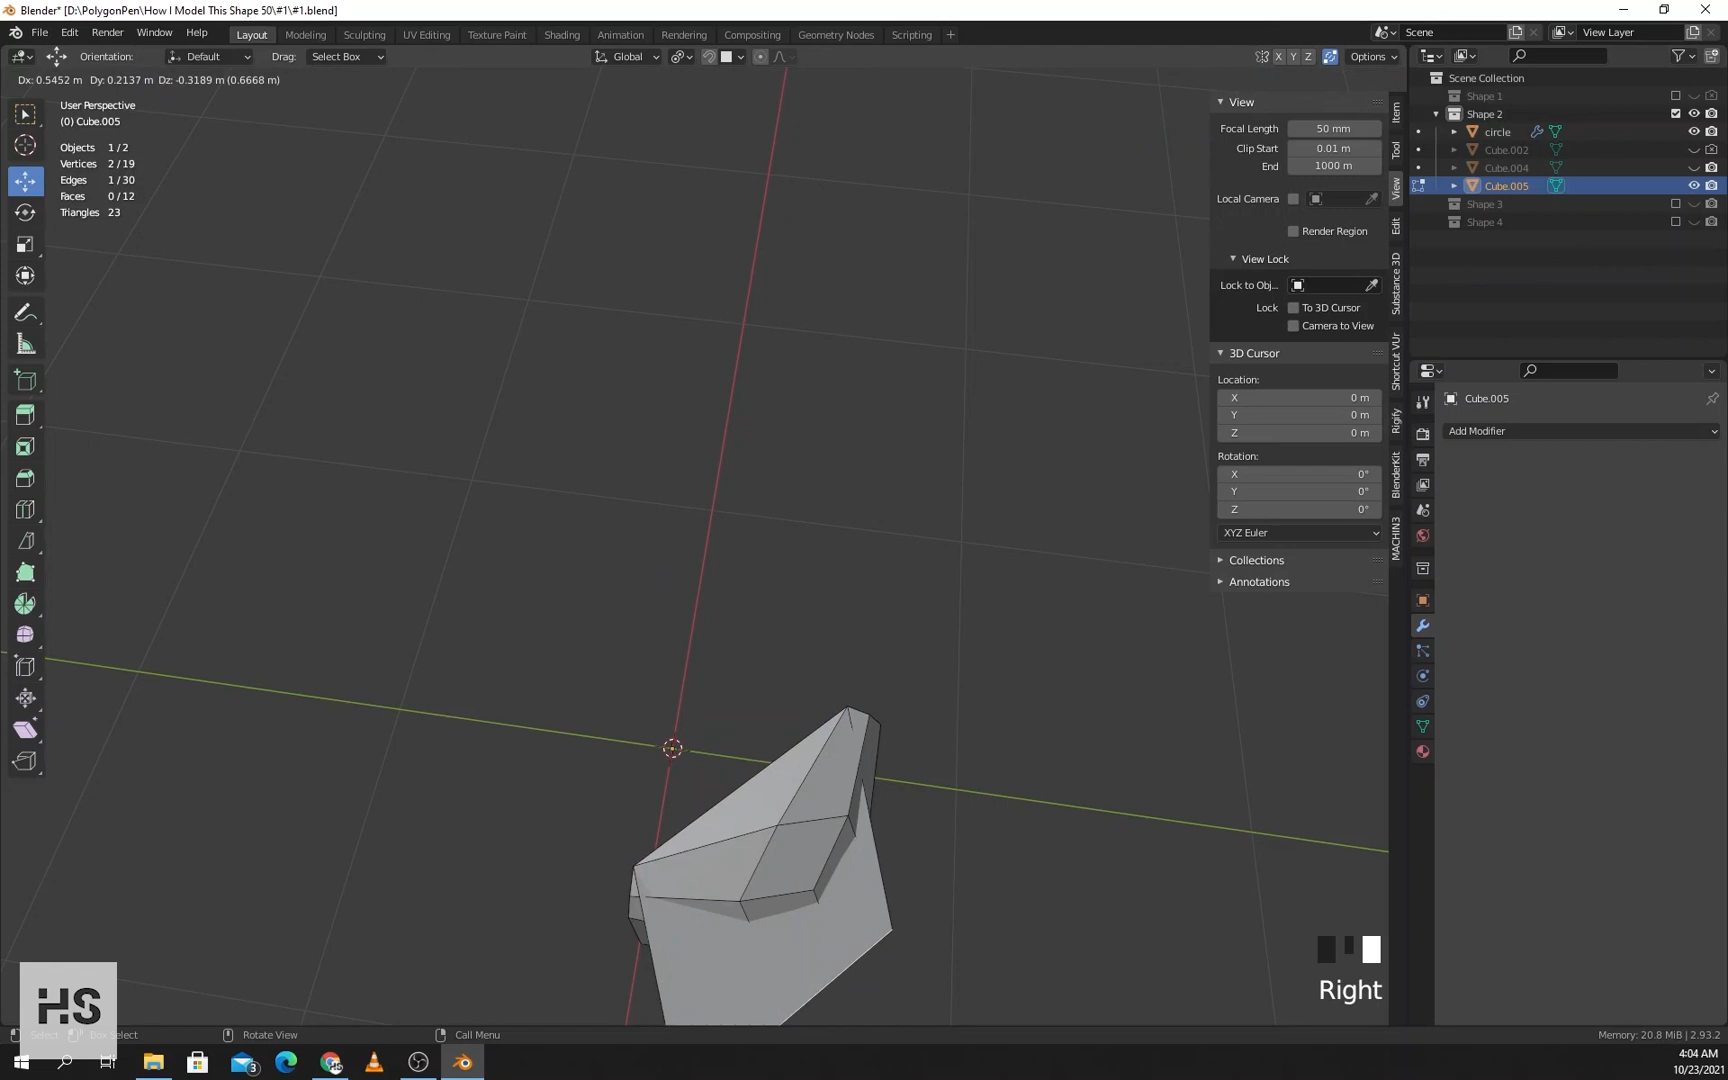 Blender* [D:\PolygonPen\How I Model This Shape 50\#1\#1.blend]
File Edit Render Window Help Layout Modeling Sculpting UV Editing Texture Paint Shading Animation Rendering Compositing Geometry Nodes Scripting + Scene View Layer
Orientation: Default Drag: Select Box Global X Y Z Options
Dx: 0.5452 m Dy: 0.2137 m Dz: -0.3189 m (0.6668 m)
User Perspective
(0) Cube.005
Objects 1/2
Vertices 2/19
Edges 1/30
Faces 0/12
Triangles 23
View
Focal Length 50 mm
Clip Start 0.01 m
End 1000 m
Local Camera
Render Region
View Lock
Lock to Obj...
Lock To 3D Cursor
Camera to View
3D Cursor
Location:
X 0 m
Y 0 m
Z 0 m
Rotation:
X 0°
Y 0°
Z 0°
XYZ Euler
Collections
Annotations
Item
Tool
View
Edit
Substance 3D
Shortcut VUr
Rigify
BlenderKit
MACHIN3
Scene Collection
Shape 1
Shape 2
circle
Cube.002
Cube.004
Cube.005
Shape 3
Shape 4
Cube.005
Add Modifier
Right
HS
Select Box Select Rotate View Call Menu Memory: 20.8 MiB | 2.93.2
3
4:04 AM
10/23/2021